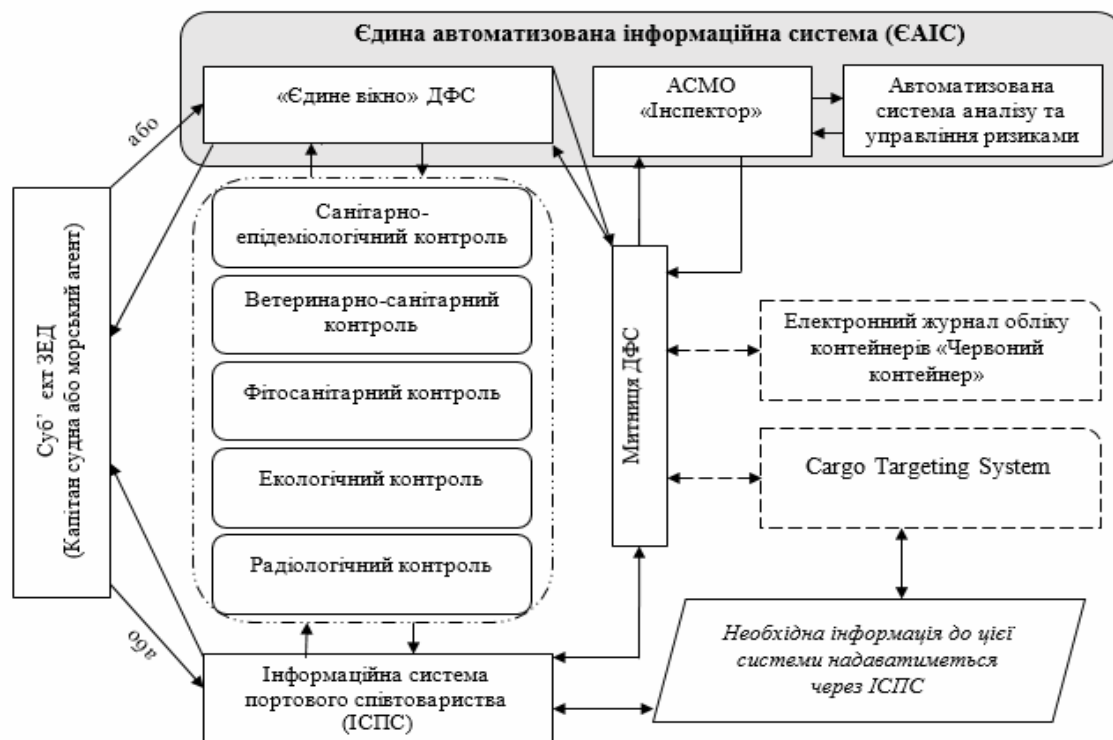 Єдина автоматизована інформаційна система (ЄАІС)
«Єдине вікно» ДФС
АСМО
«Інспектор»
Автоматизована
система аналізу та
управління ризиками
або
Суб’ єкт ЗЕД
(Капітан судна або морський агент)
або
Санітарно-
епідеміологічний контроль
Ветеринарно-санітарний
контроль
Фітосанітарний контроль
Екологічний контроль
Радіологічний контроль
Митниця ДФС
Електронний журнал обліку
контейнерів «Червоний
контейнер»
Cargo Targeting System
Інформаційна система
портового співтовариства
(ІСПС)
Необхідна інформація до цієї
системи надаватиметься
через ІСПС